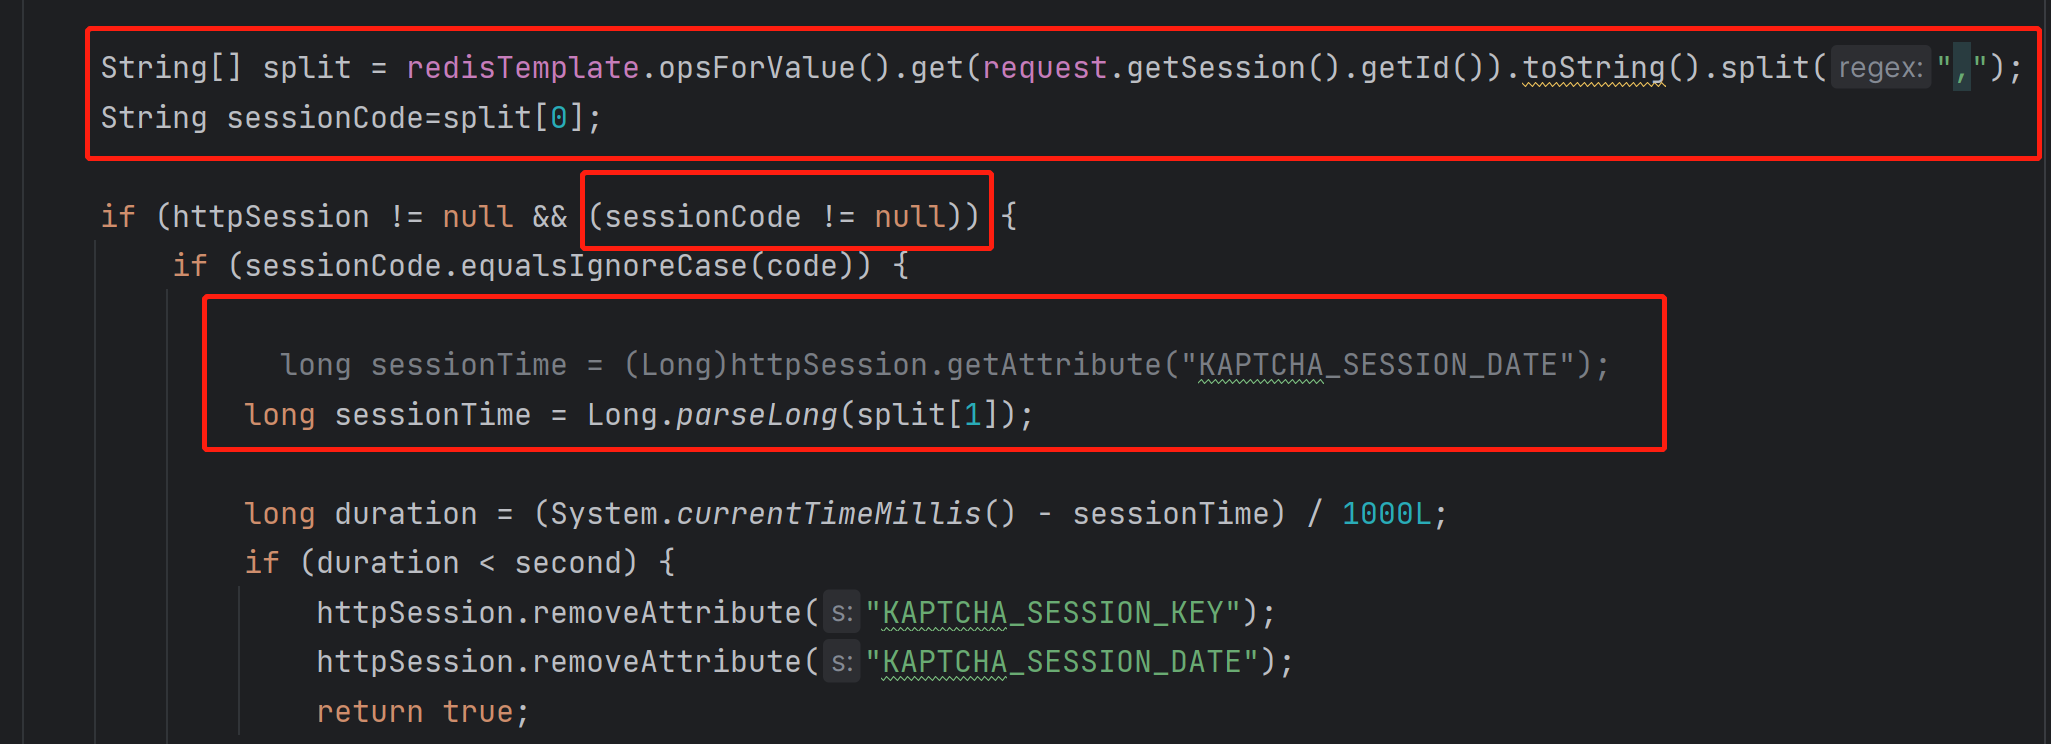 String[] split = redisTemplate.opsForValue().get(request.getSession().getId()).toString().split( regex: ",");
String sessionCode=split[0];
if (httpSession != null && (sessionCode != null)) {
if (sessionCode.equalsIgnoreCase(code)) {
long sessionTime = (Long)httpSession.getAttribute("KAPTCHA_SESSION_DATE");
long sessionTime = Long.parseLong(split[1]);
long duration = (System.currentTimeMillis() - sessionTime) / 1000L;
if (duration < second) {
httpSession.removeAttribute( s: "KAPTCHA_SESSION_KEY");
httpSession.removeAttribute( s: "KAPTCHA_SESSION_DATE");
return true;